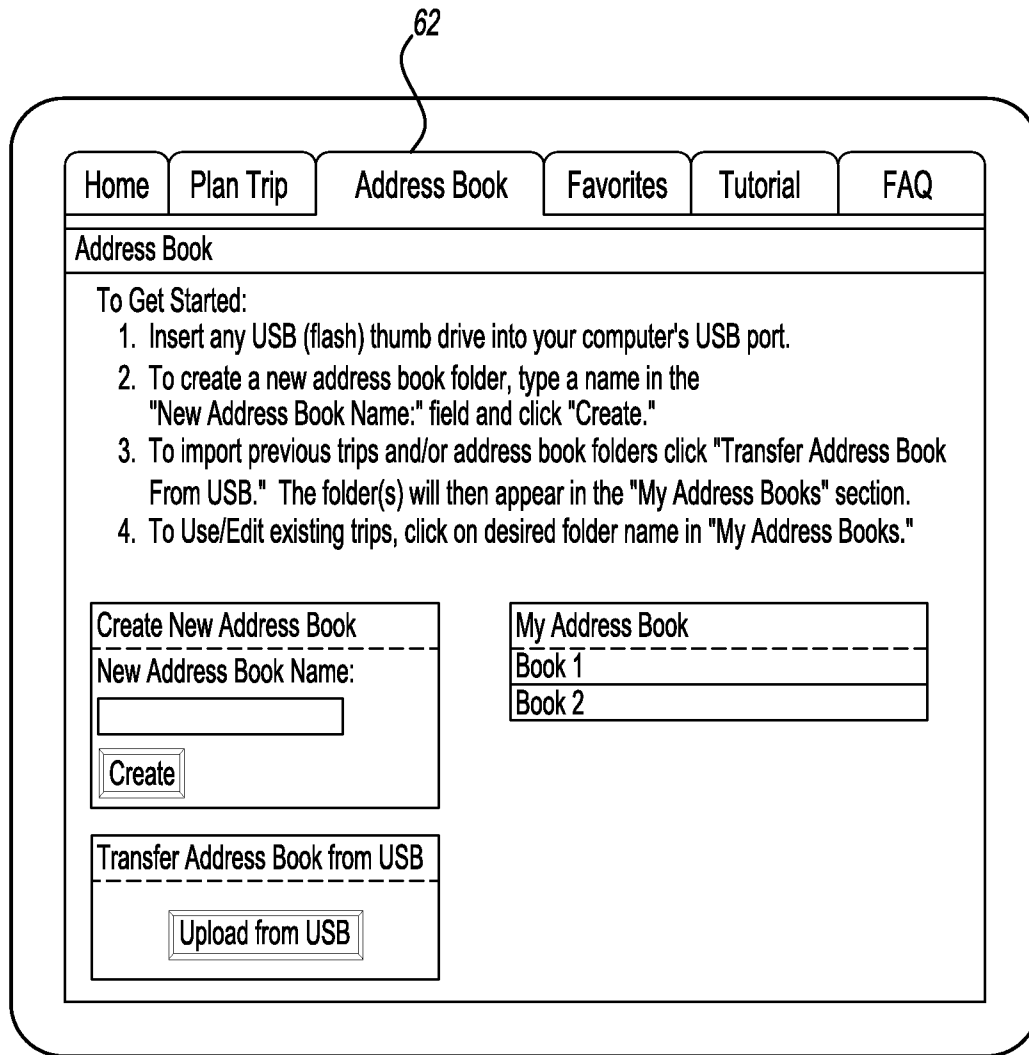 62
Home Plan Trip Address Book Favorites Tutorial FAQ
Address Book
To Get Started:
1. Insert any USB (flash) thumb drive into your computer's USB port.
2. To create a new address book folder, type a name in the
"New Address Book Name:" field and click "Create."
3. To import previous trips and/or address book folders click "Transfer Address Book
From USB." The folder(s) will then appear in the "My Address Books" section.
4. To Use/Edit existing trips, click on desired folder name in "My Address Books."
Create New Address Book
New Address Book Name:
Create
Transfer Address Book from USB
Upload from USB
My Address Book
Book 1
Book 2